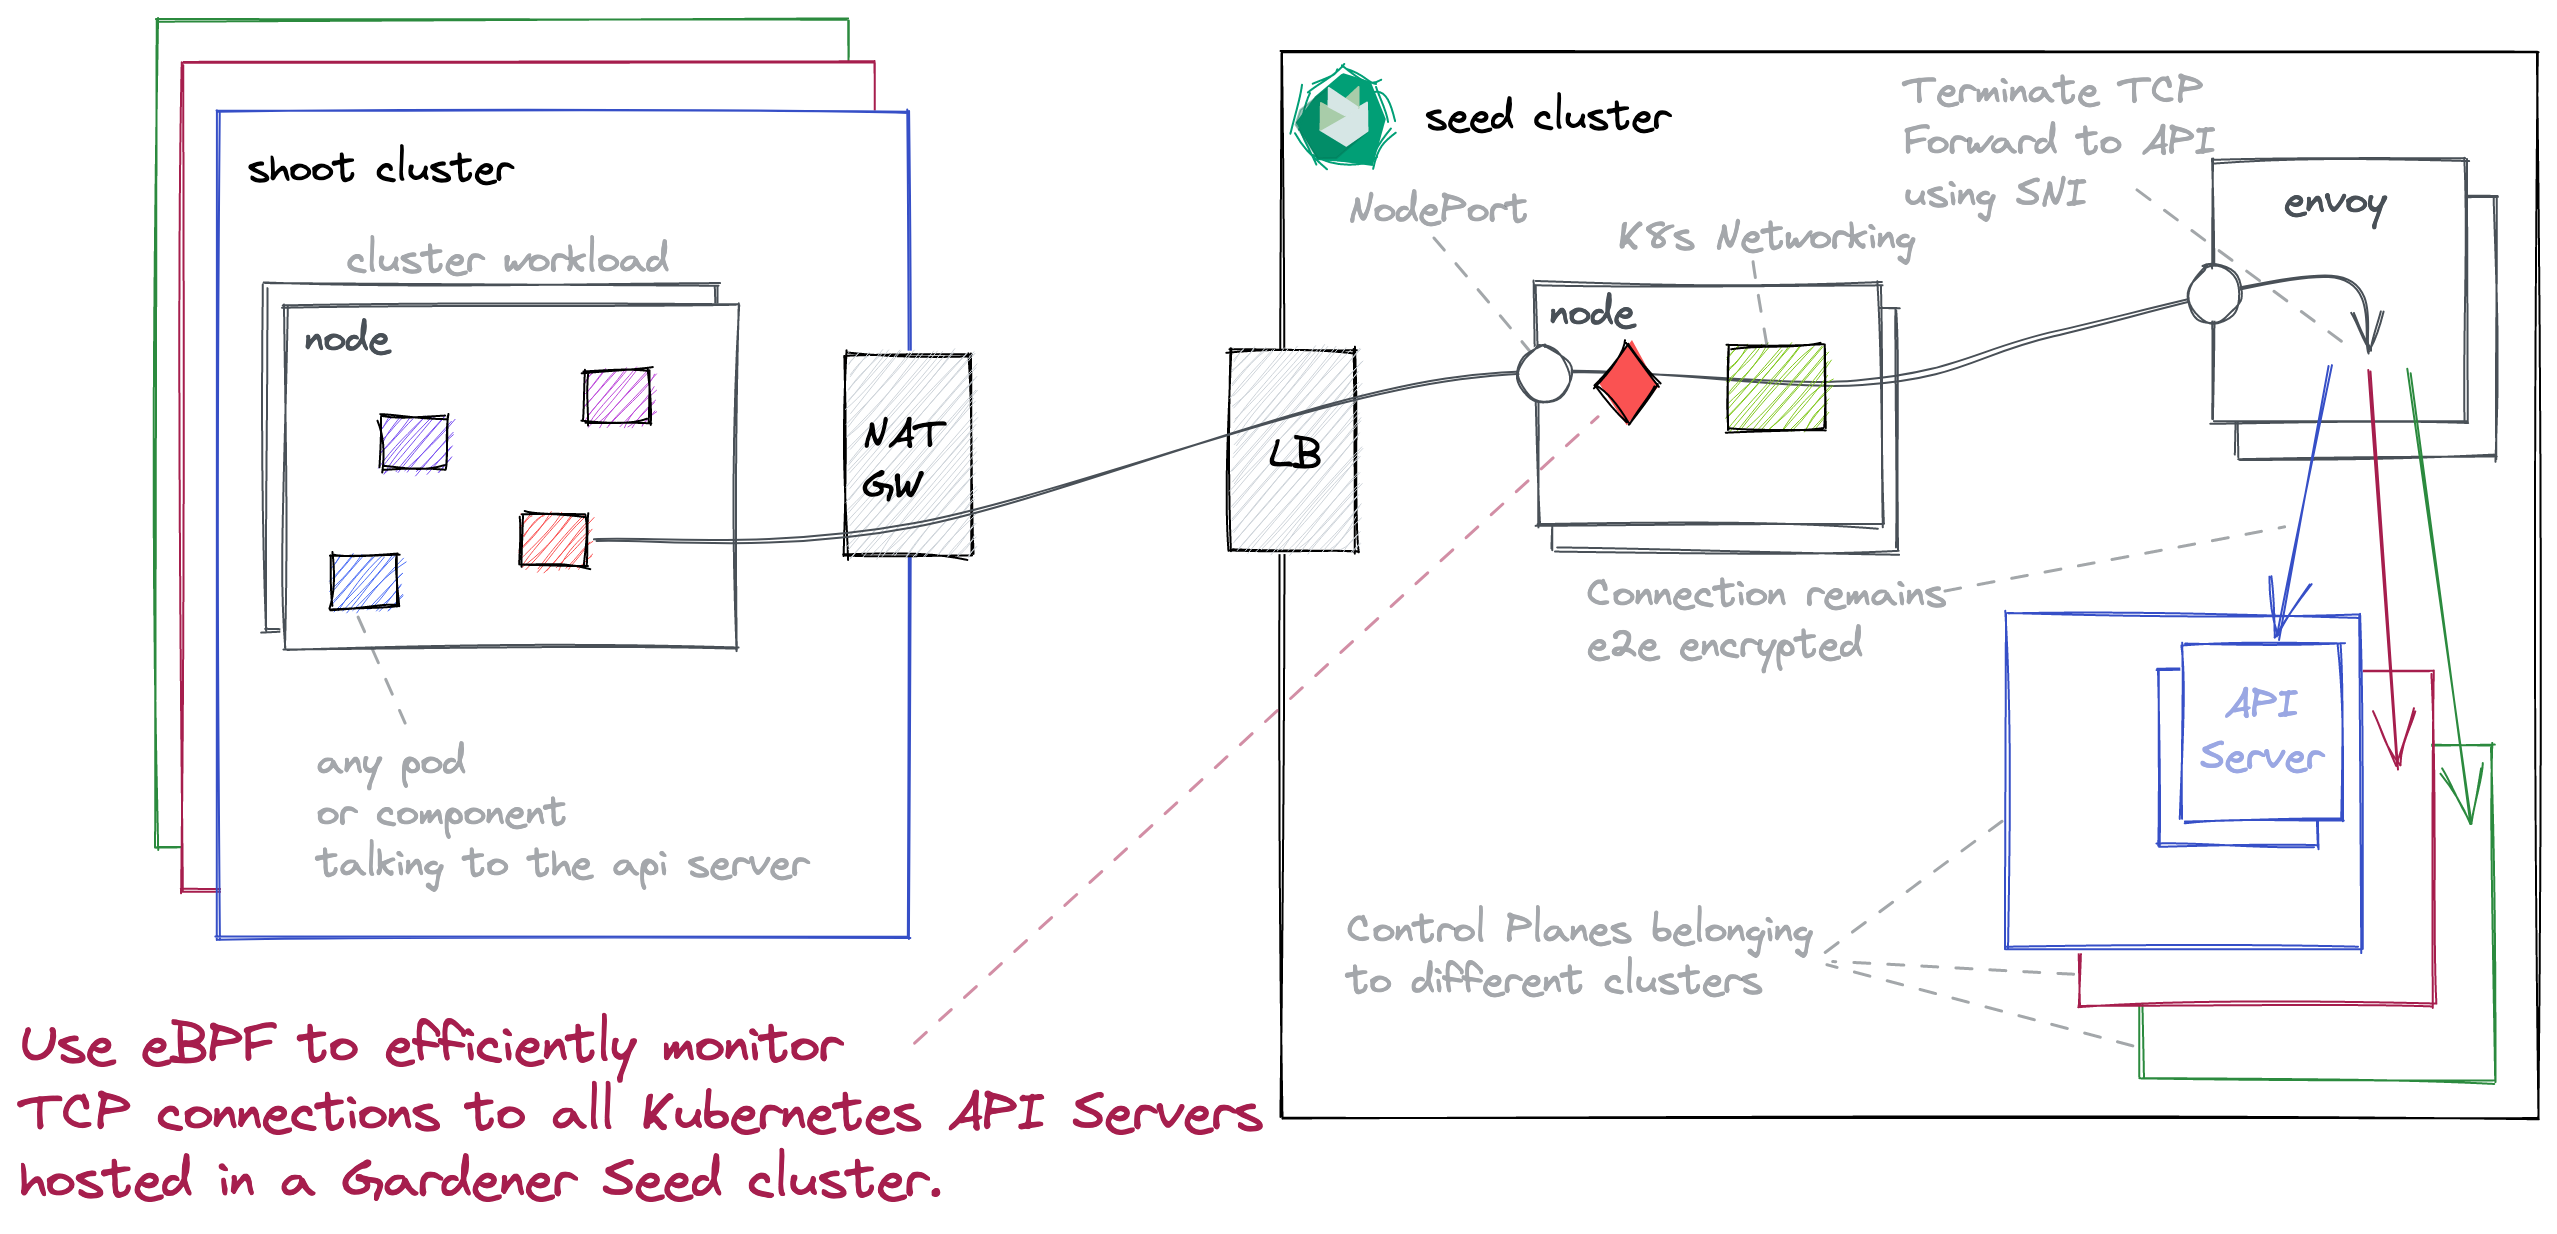 shoot cluster
cluster workload
node
NAT
GW
any pod
or component
talking to the api server
LB
seed cluster
NodePort
K8s Networking
node
Terminate TCP
Forward to API
using SNI
envoy
Connection remains
e2e encrypted
API
Server
Control Planes belonging
to different clusters
Use eBPF to efficiently monitor
TCP connections to all Kubernetes API Servers
hosted in a Gardener Seed cluster.